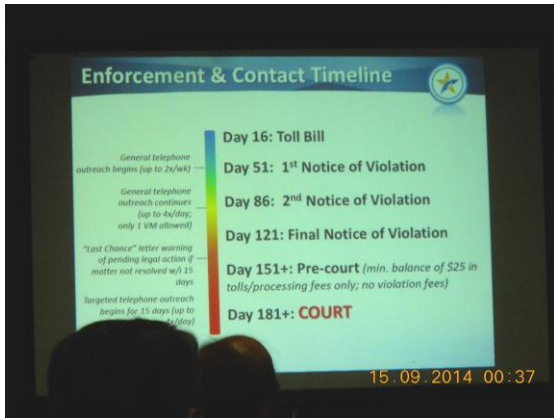 Enforcement & Contact Timeline
Day 16: Toll Bill
General telephone
outreach begins (up to 2x/wk)
Day 51: 1st Notice of Violation
General telephone
outreach continues
(up to 4x/day;
only 1 VM allowed)
Day 86: 2nd Notice of Violation
Day 121: Final Notice of Violation
"Last Chance" letter warning
of pending legal action if
matter not resolved w/i 15
days
Day 151+: Pre-court (min. balance of $25 in
tolls/processing fees only; no violation fees)
Targeted telephone outreach
begins for 15 days (up to
4x/day)
Day 181+: COURT
15.09.2014 00:37